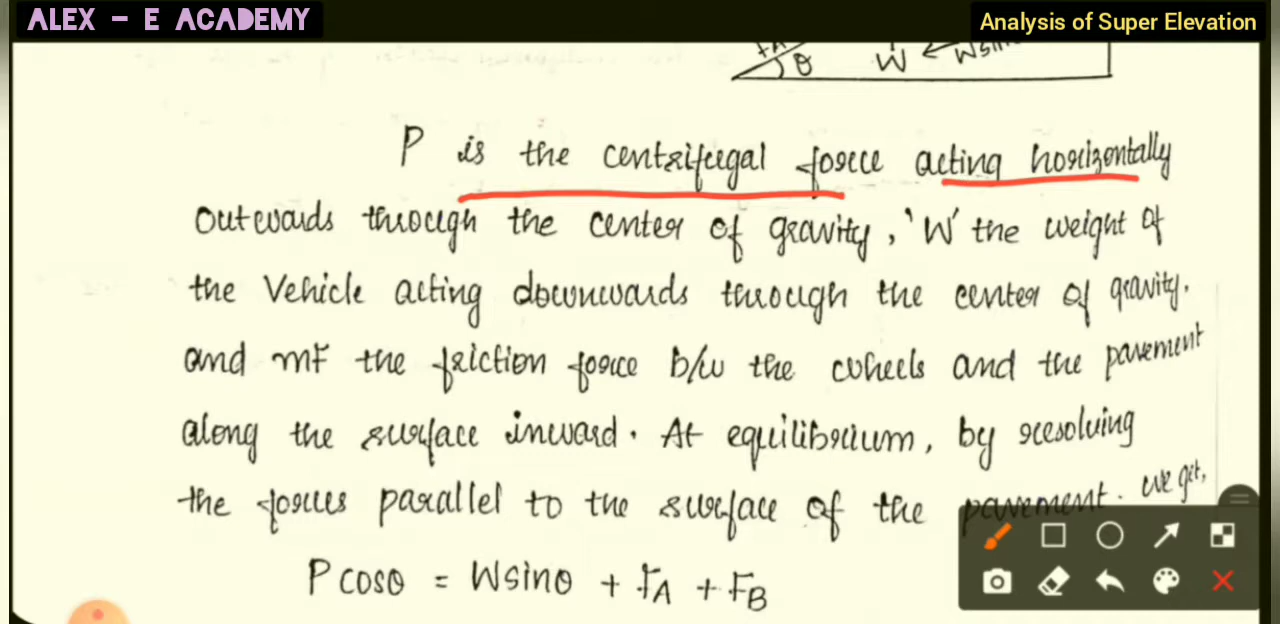 ALEX - E ACADEMY
Analysis of Super Elevation
θ W
P is the centrifugal force acting horizontally
outwards through the center of gravity, 'W' the weight of
the Vehicle acting downwards through the center of gravity.
and mF the friction force b/w the wheels and the pavement
along the surface inward. At equilibrium, by resolving
the forces parallel to the surface of the pavement. we get,
P cosθ = W sinθ + FA + FB